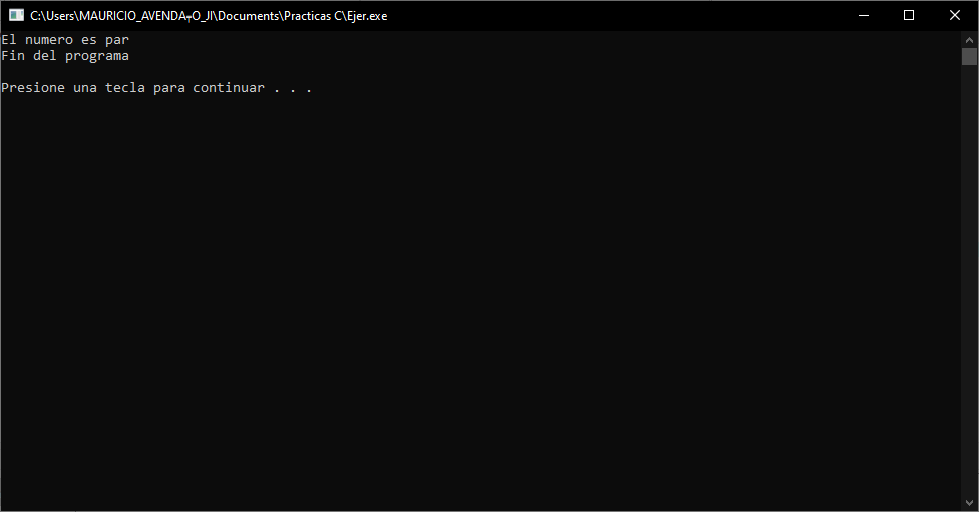 C:\Users\MAURICIO_AVENDA╤O_JI\Documents\Practicas C\Ejer.exe
El numero es par
Fin del programa
Presione una tecla para continuar . . .